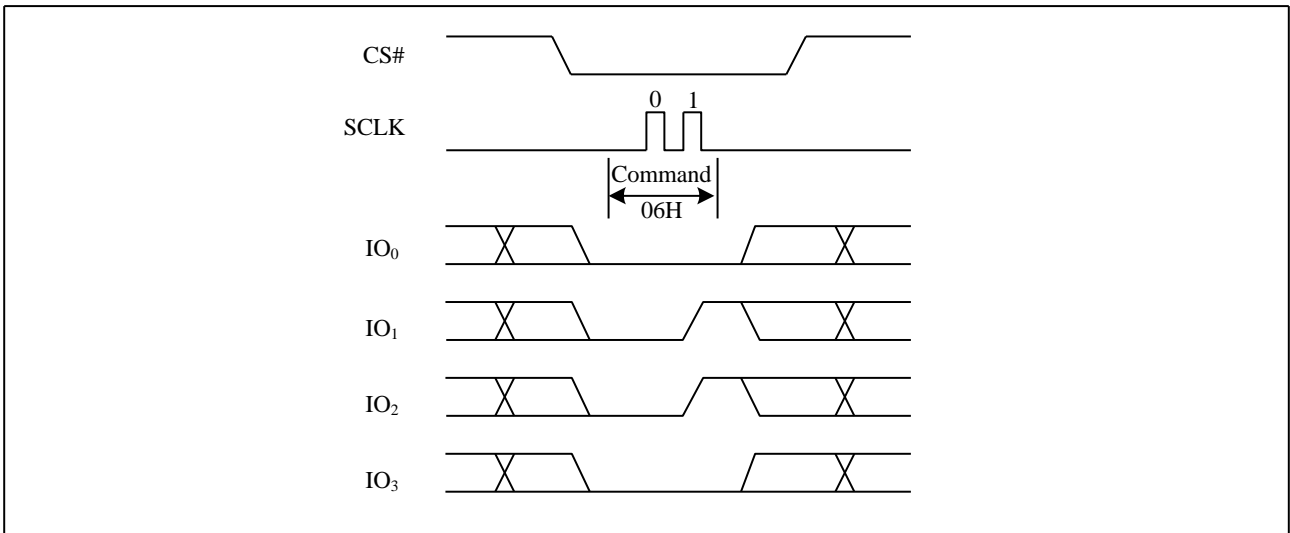 CS#
0 1
SCLK
Command
06H
IO₀
IO₁
IO₂
IO₃